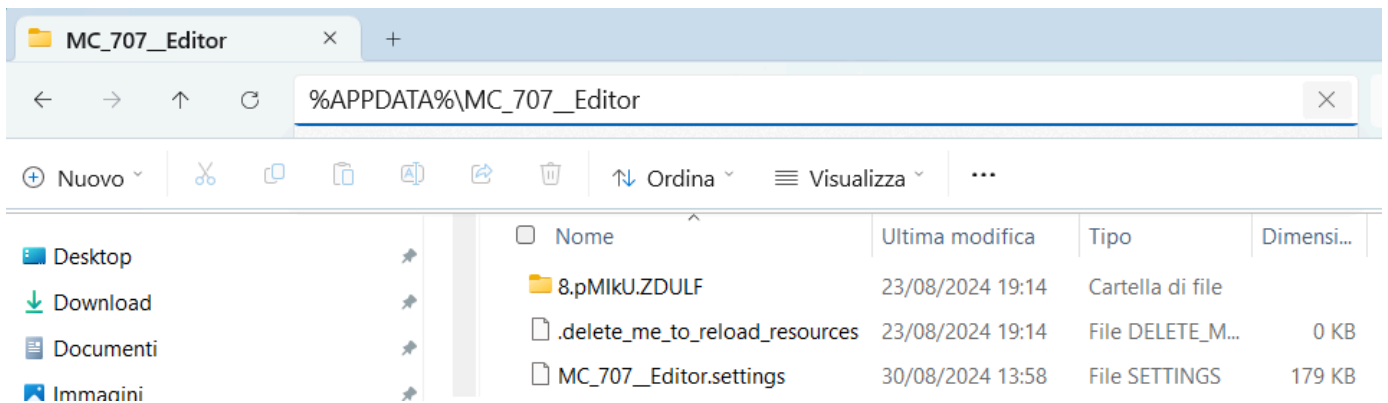 MC_707__Editor
%APPDATA%\MC_707__Editor
Nuovo Ordina Visualizza ...
Nome Ultima modifica Tipo Dimensi...
Desktop
8.pMIkU.ZDULF 23/08/2024 19:14 Cartella di file
Download
.delete_me_to_reload_resources 23/08/2024 19:14 File DELETE_M... 0 KB
Documenti
MC_707__Editor.settings 30/08/2024 13:58 File SETTINGS 179 KB
Immagini